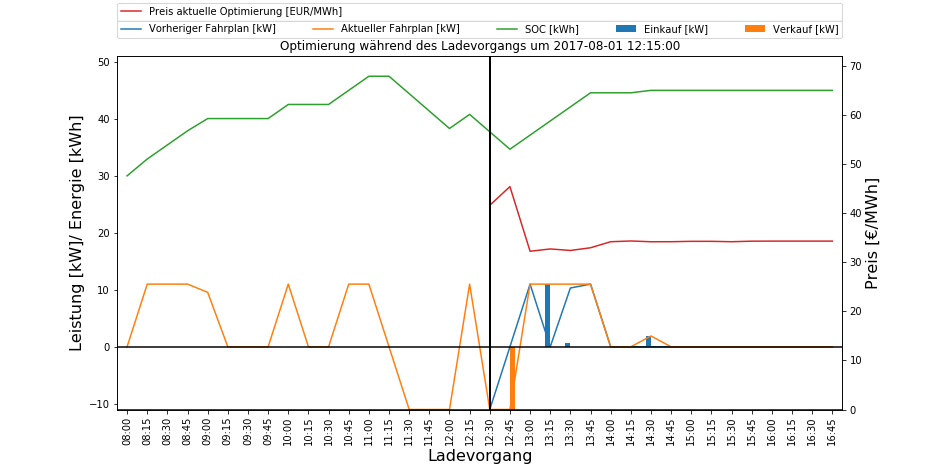 Preis aktuelle Optimierung [EUR/MWh]
Vorheriger Fahrplan [kW] Aktueller Fahrplan [kW] SOC [kWh] Einkauf [kW] Verkauf [kW]
Optimierung während des Ladevorgangs um 2017-08-01 12:15:00
Leistung [kW]/ Energie [kWh]
50
40
30
20
10
0
−10
70
60
50
40
30
20
10
0
Preis [€/MWh]
08:00 08:15 08:30 08:45 09:00 09:15 09:30 09:45 10:00 10:15 10:30 10:45 11:00 11:15 11:30 11:45 12:00 12:15 12:30 12:45 13:00 13:15 13:30 13:45 14:00 14:15 14:30 14:45 15:00 15:15 15:30 15:45 16:00 16:15 16:30 16:45
Ladevorgang